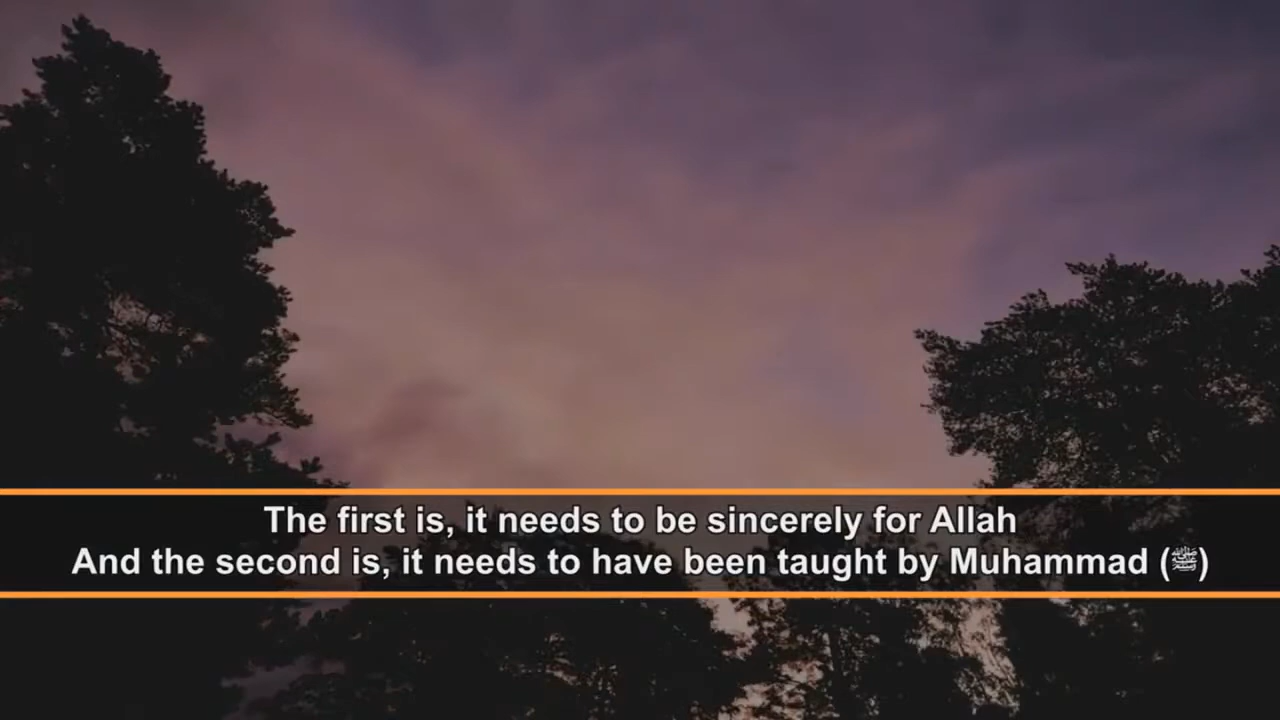 The first is, it needs to be sincerely for Allah
And the second is, it needs to have been taught by Muhammad (ﷺ)